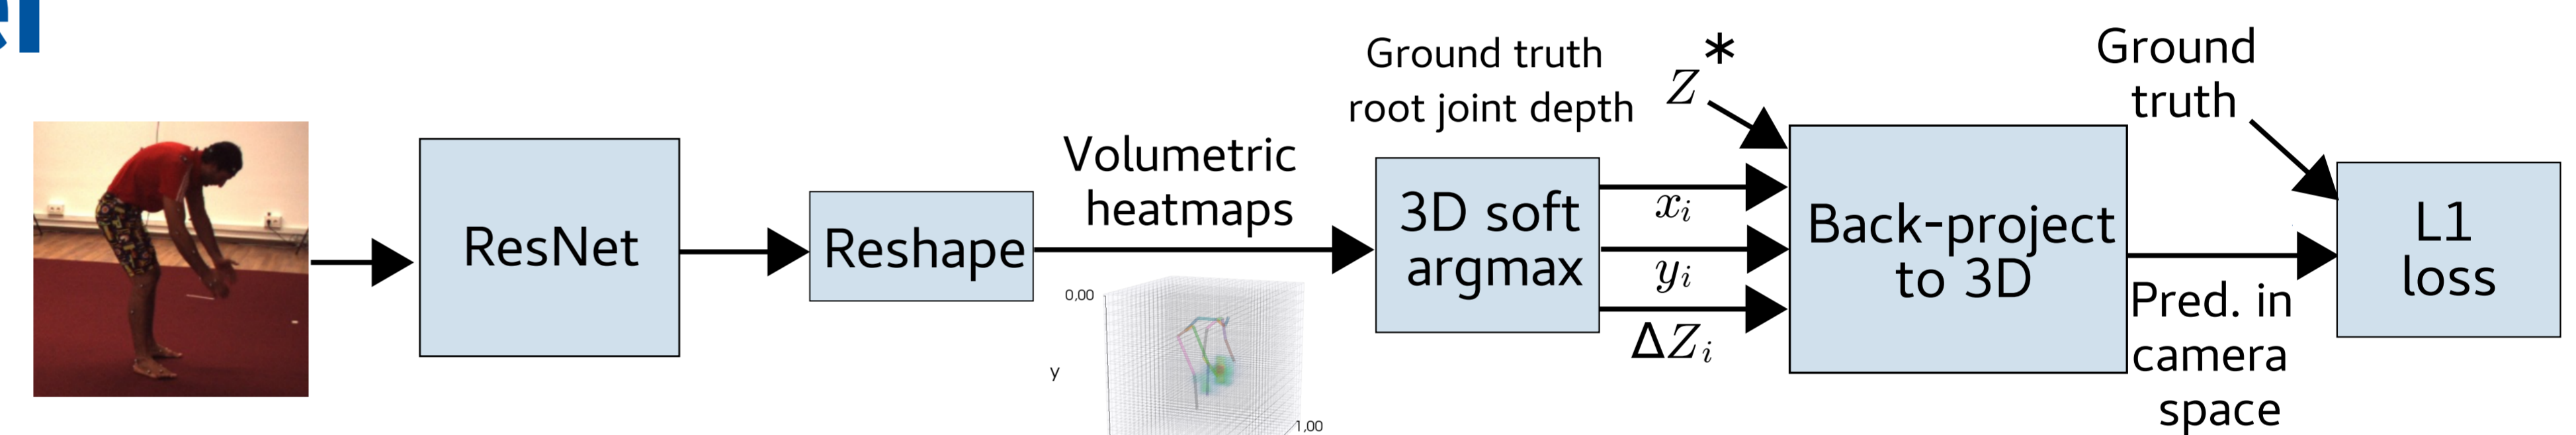 ResNet
Reshape
Volumetric
heatmaps
0,00
y
1,00
Ground truth
root joint depth
Z*
3D soft
argmax
x_i
y_i
ΔZ_i
Back-project
to 3D
Ground
truth
Pred. in
camera
space
L1
loss